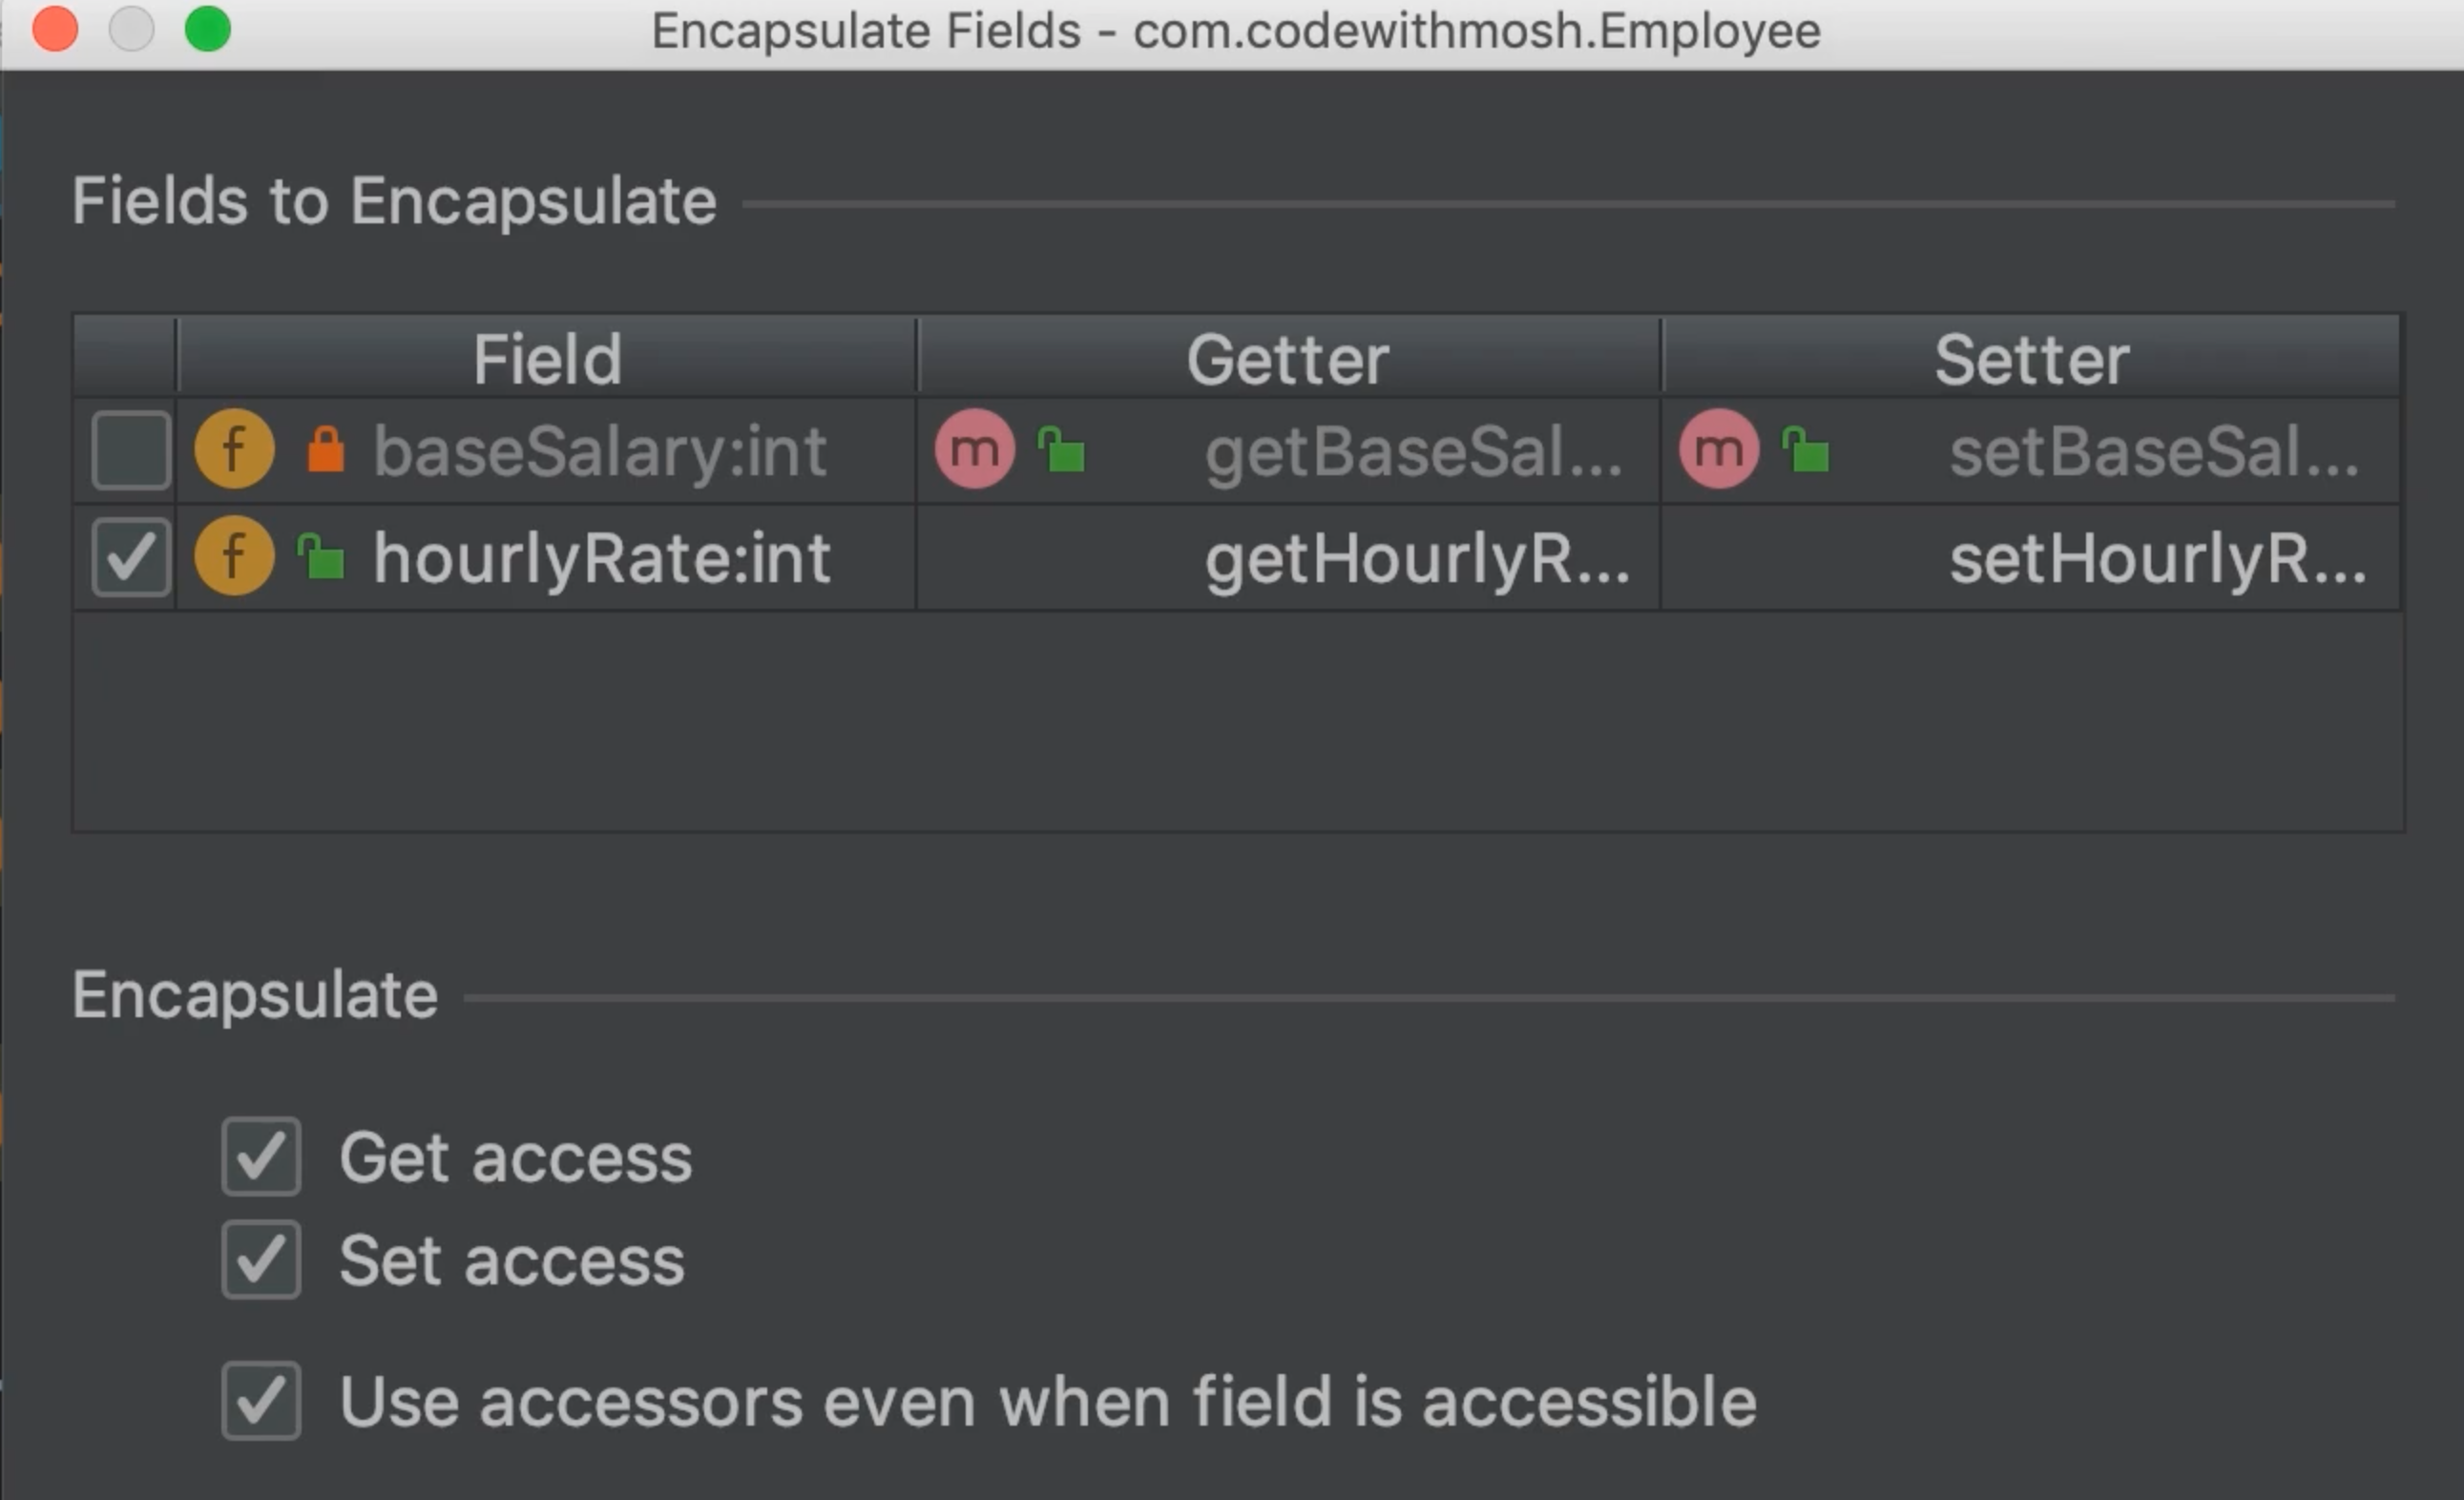 Encapsulate Fields - com.codewithmosh.Employee
Fields to Encapsulate
Field Getter Setter
f baseSalary:int m getBaseSal... m setBaseSal...
f hourlyRate:int getHourlyR... setHourlyR...
Encapsulate
Get access
Set access
Use accessors even when field is accessible